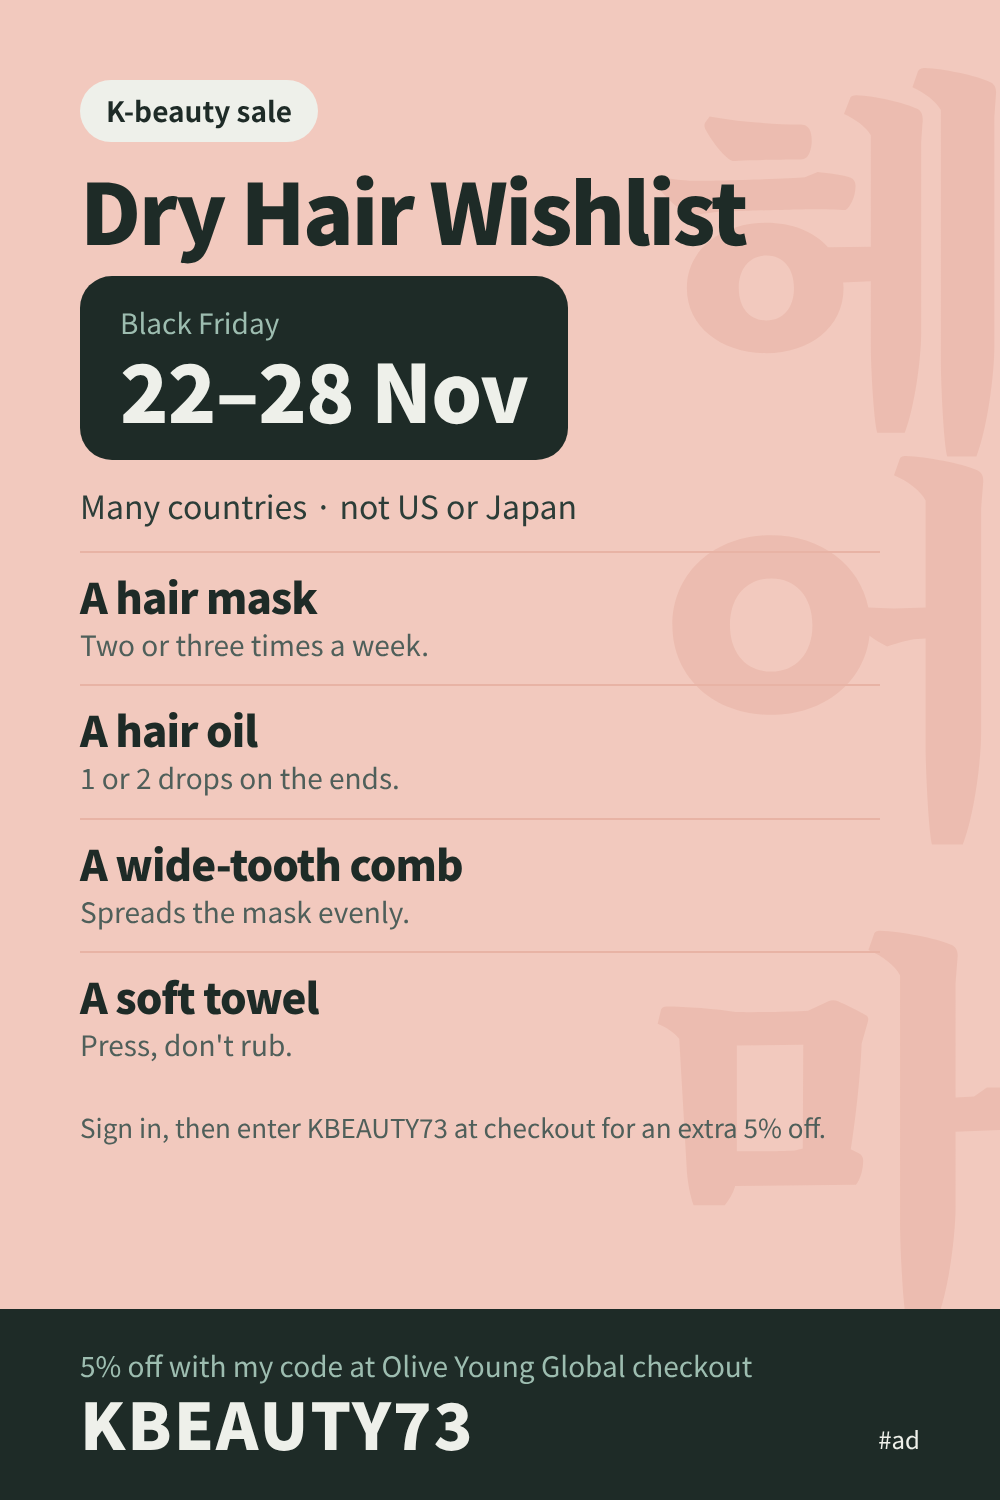 K-beauty sale
Dry Hair Wishlist
Black Friday
22–28 Nov
Many countries · not US or Japan
A hair mask
Two or three times a week.
A hair oil
1 or 2 drops on the ends.
A wide-tooth comb
Spreads the mask evenly.
A soft towel
Press, don't rub.
Sign in, then enter KBEAUTY73 at checkout for an extra 5% off.
5% off with my code at Olive Young Global checkout
KBEAUTY73
#ad
헤
어
마